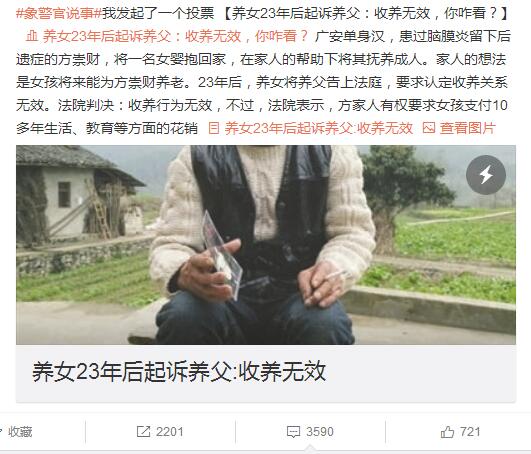 #象警官说事#我发起了一个投票 【养女23年后起诉养父：收养无效，你咋看？】
养女23年后起诉养父：收养无效，你咋看？ 广安单身汉，患过脑膜炎留下后
遗症的方崇财，将一名女婴抱回家，在家人的帮助下将其抚养成人。家人的想法
是女孩将来能为方崇财养老。23年后，养女将养父告上法庭，要求认定收养关系
无效。法院判决：收养行为无效，不过，法院表示，方家人有权要求女孩支付10
多年生活、教育等方面的花销 养女23年后起诉养父:收养无效 查看图片
养女23年后起诉养父:收养无效
收藏 2201 3590 721